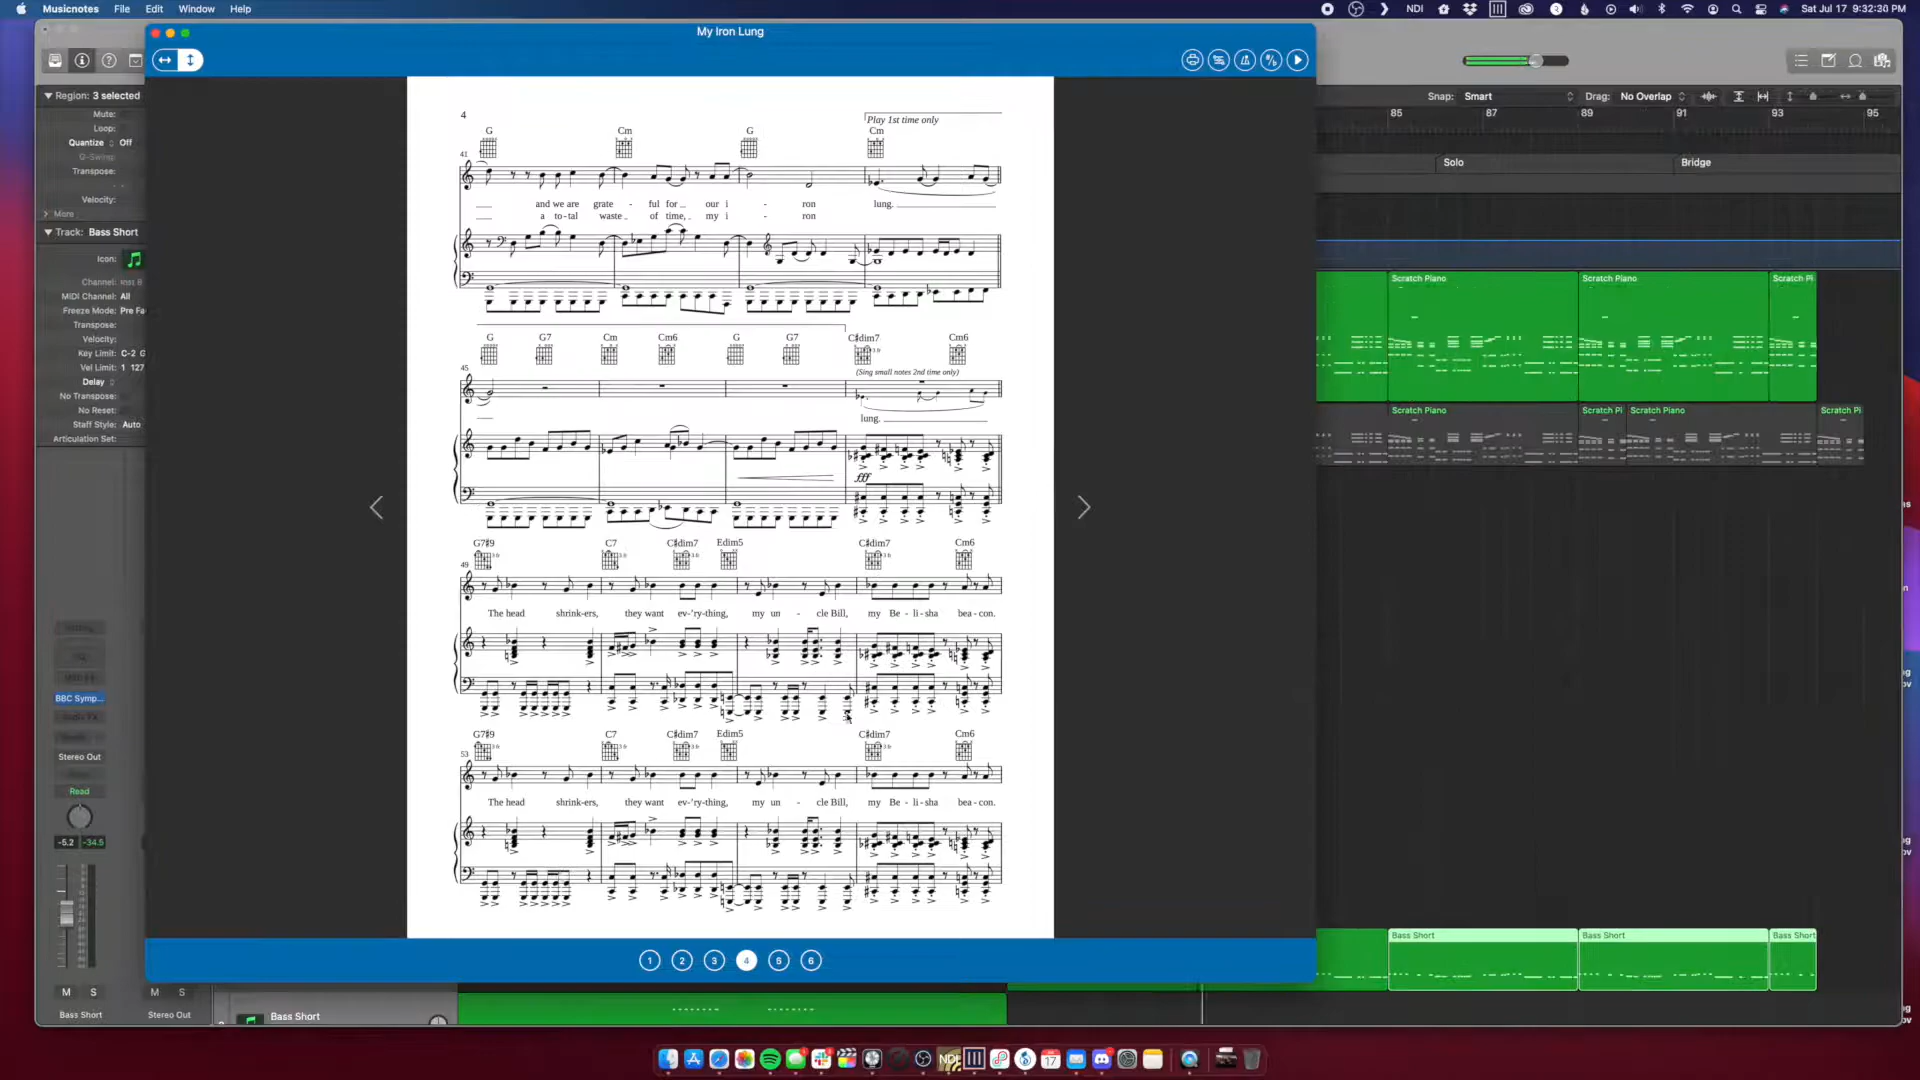 Musicnotes File Edit Window Help
NDI Sat Jul 17 9:32:30 PM
My Iron Lung
Region: 3 selected
Mute:
Loop:
Quantize Off
Q-Swing:
Transpose:
Velocity:
More
Track: Bass Short
Icon:
Channel: Inst 8
MIDI Channel: All
Freeze Mode: Pre Fa
Transpose:
Velocity:
Key Limit: C-2 G
Vel Limit: 1 127
Delay
No Transpose:
No Reset:
Staff Style: Auto
Articulation Set:
BBC Symp...
Stereo Out
Read
-5.2 -34.5
M S M S
Bass Short Stereo Out
Bass Short
4
Play 1st time only
G Cm G Cm
41
and we are grate - ful for our i - ron lung.
a to-tal waste of time, my i - ron
G G7 Cm Cm6 G G7 C♯dim7 Cm6
45
(Sing small notes 2nd time only)
lung.
fff
G7♯9 C7 C♯dim7 Edim5 C♯dim7 Cm6
49
The head shrink-ers, they want ev-'ry-thing, my un - cle Bill, my Be - li - sha bea - con.
G7♯9 C7 C♯dim7 Edim5 C♯dim7 Cm6
53
The head shrink-ers, they want ev-'ry-thing, my un - cle Bill, my Be - li - sha bea - con.
1 2 3 4 5 6
Snap: Smart Drag: No Overlap
85 87 89 91 93 95
Solo Bridge
Scratch Piano Scratch Piano Scratch Pi
Scratch Piano Scratch Pi Scratch Piano Scratch Pi
Bass Short Bass Short Bass Short
NDI
17